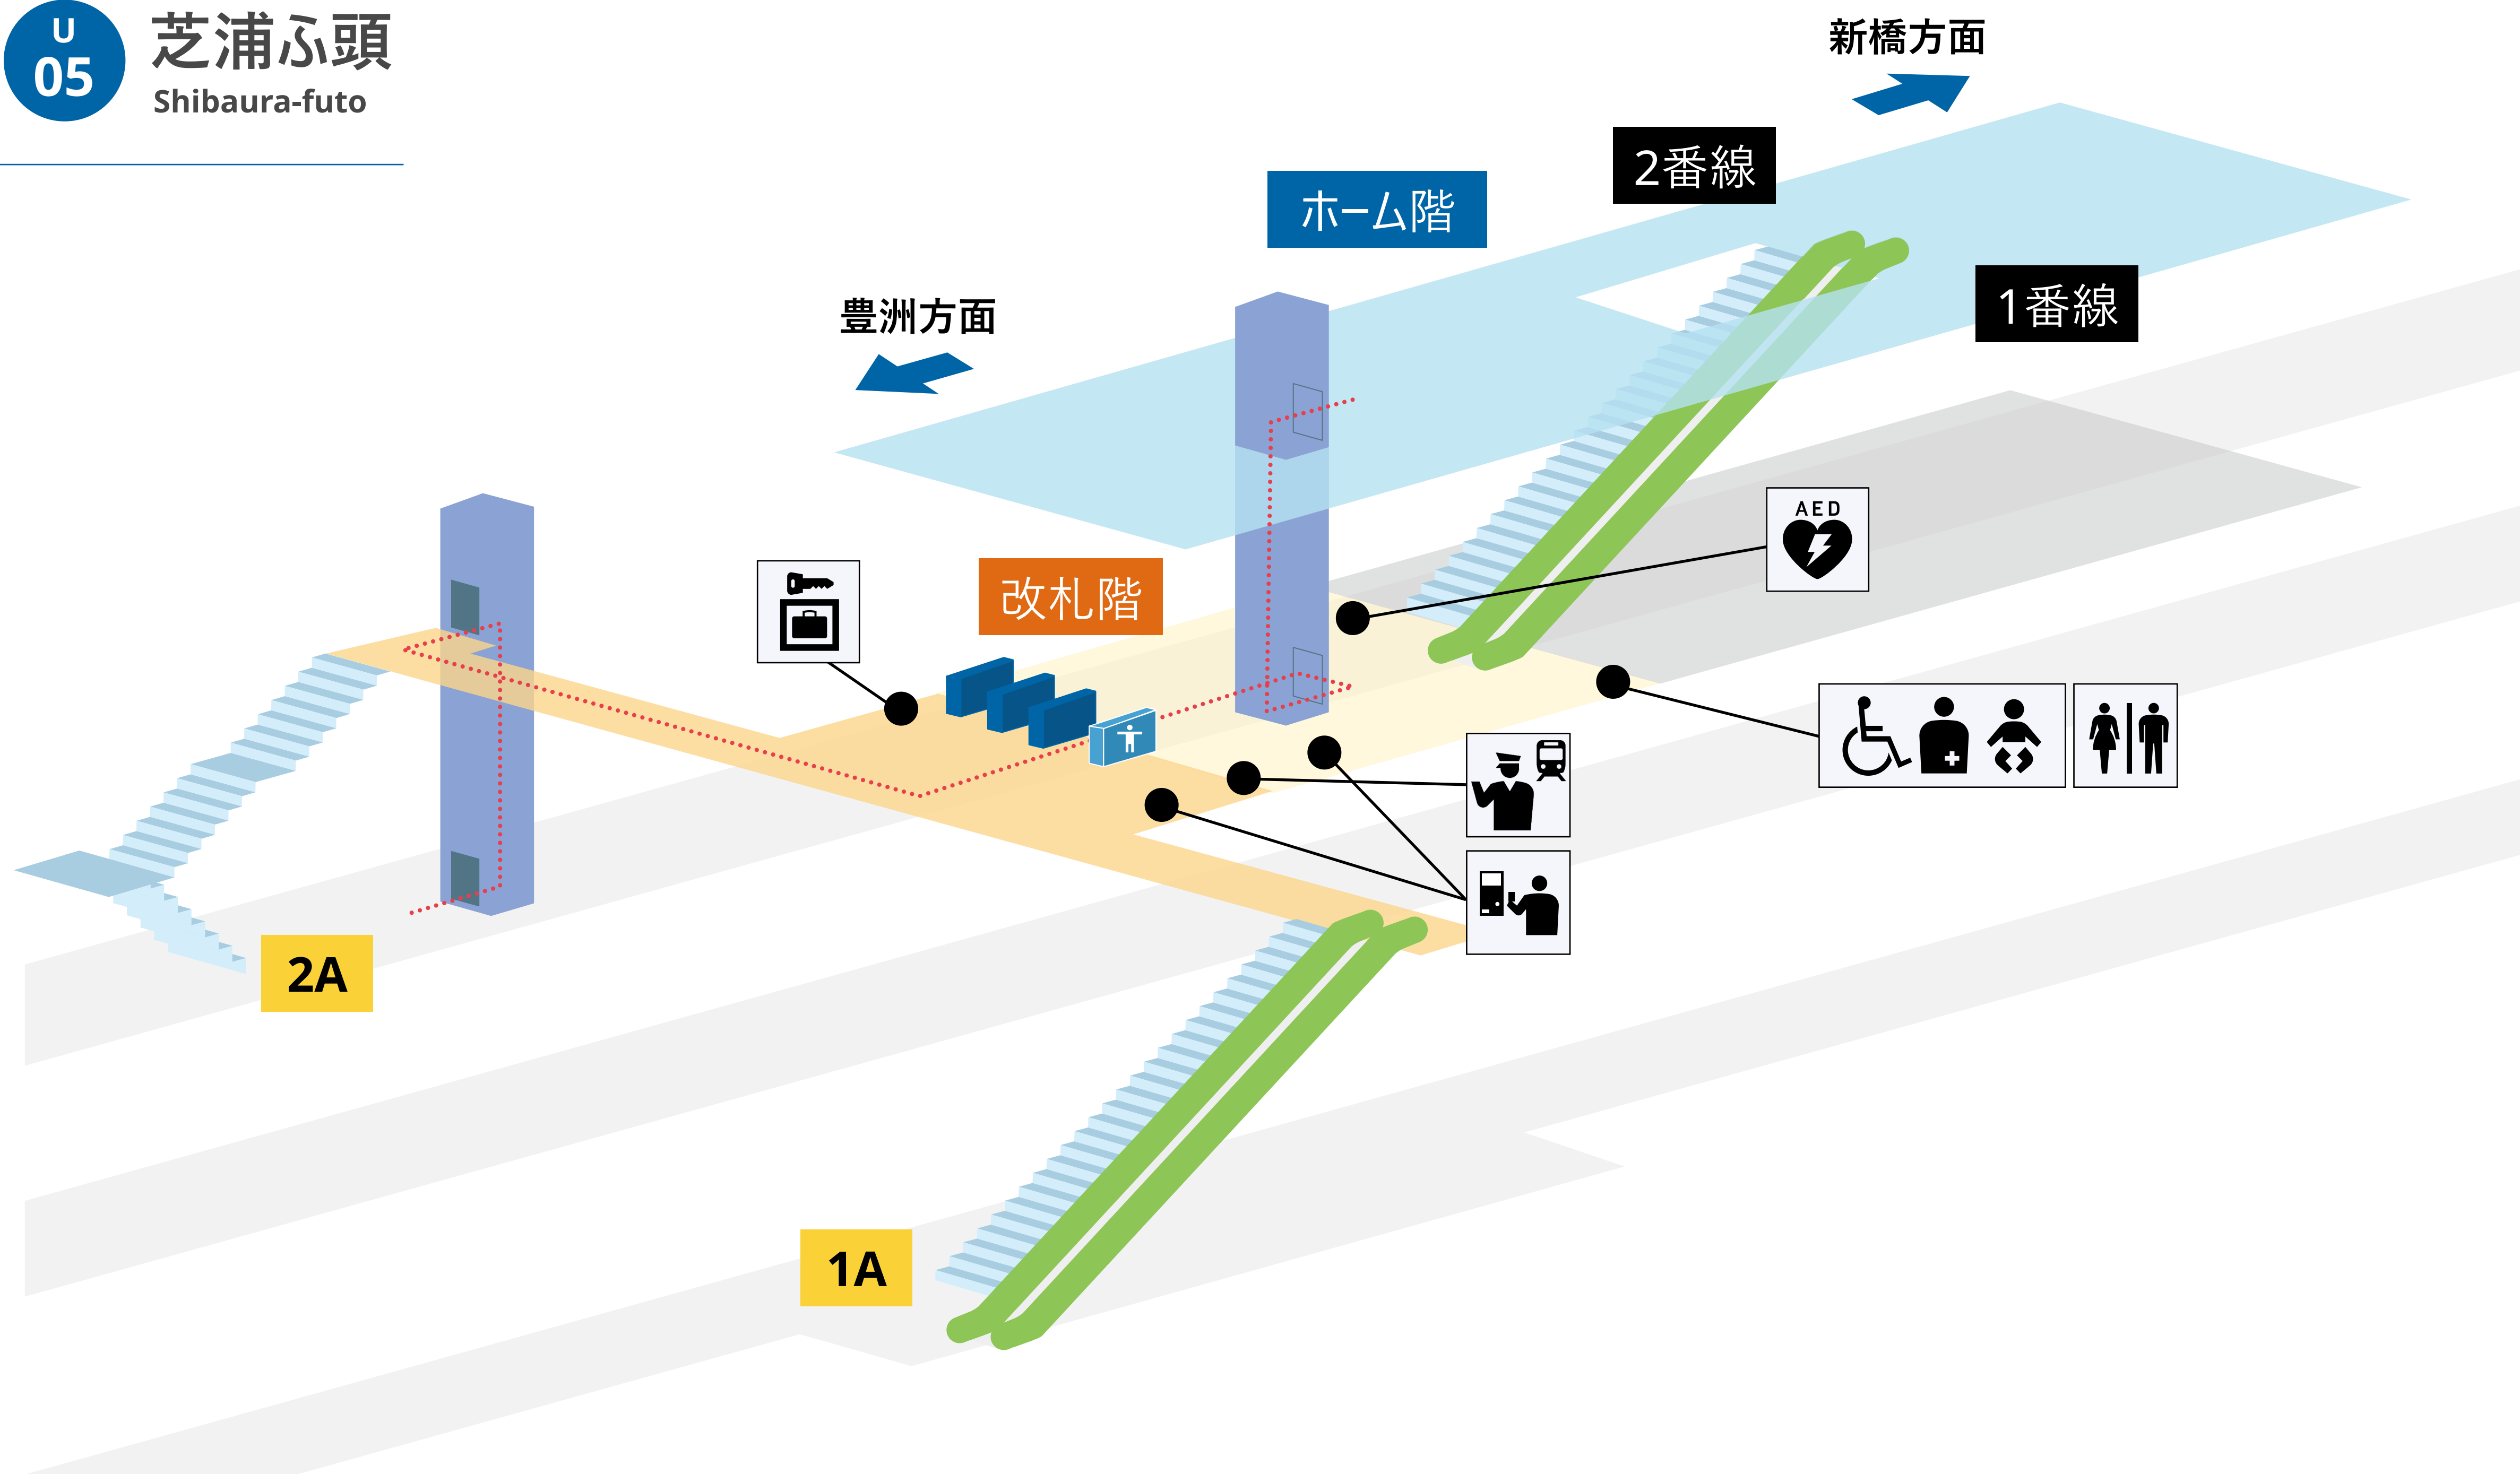 U
05
芝浦ふ頭
Shibaura-futo
新橋方面
2番線
ホーム階
1番線
豊洲方面
AED
改札階
2A
1A